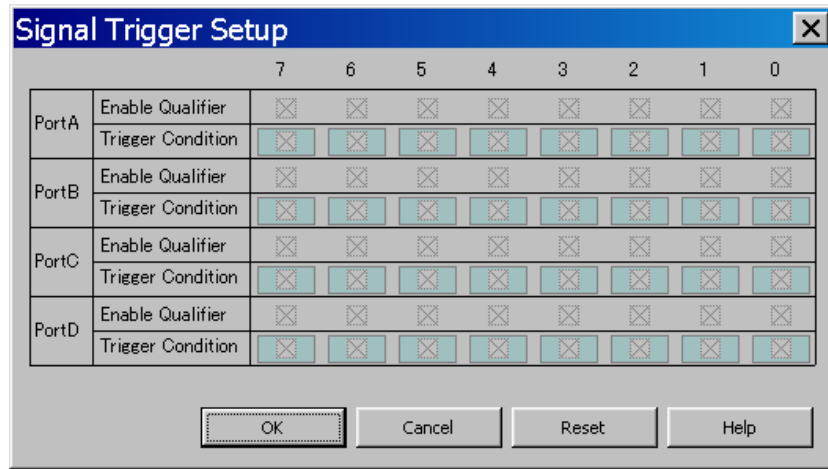 Signal Trigger Setup
7 6 5 4 3 2 1 0
PortA
Enable Qualifier
Trigger Condition
PortB
Enable Qualifier
Trigger Condition
PortC
Enable Qualifier
Trigger Condition
PortD
Enable Qualifier
Trigger Condition
OK Cancel Reset Help